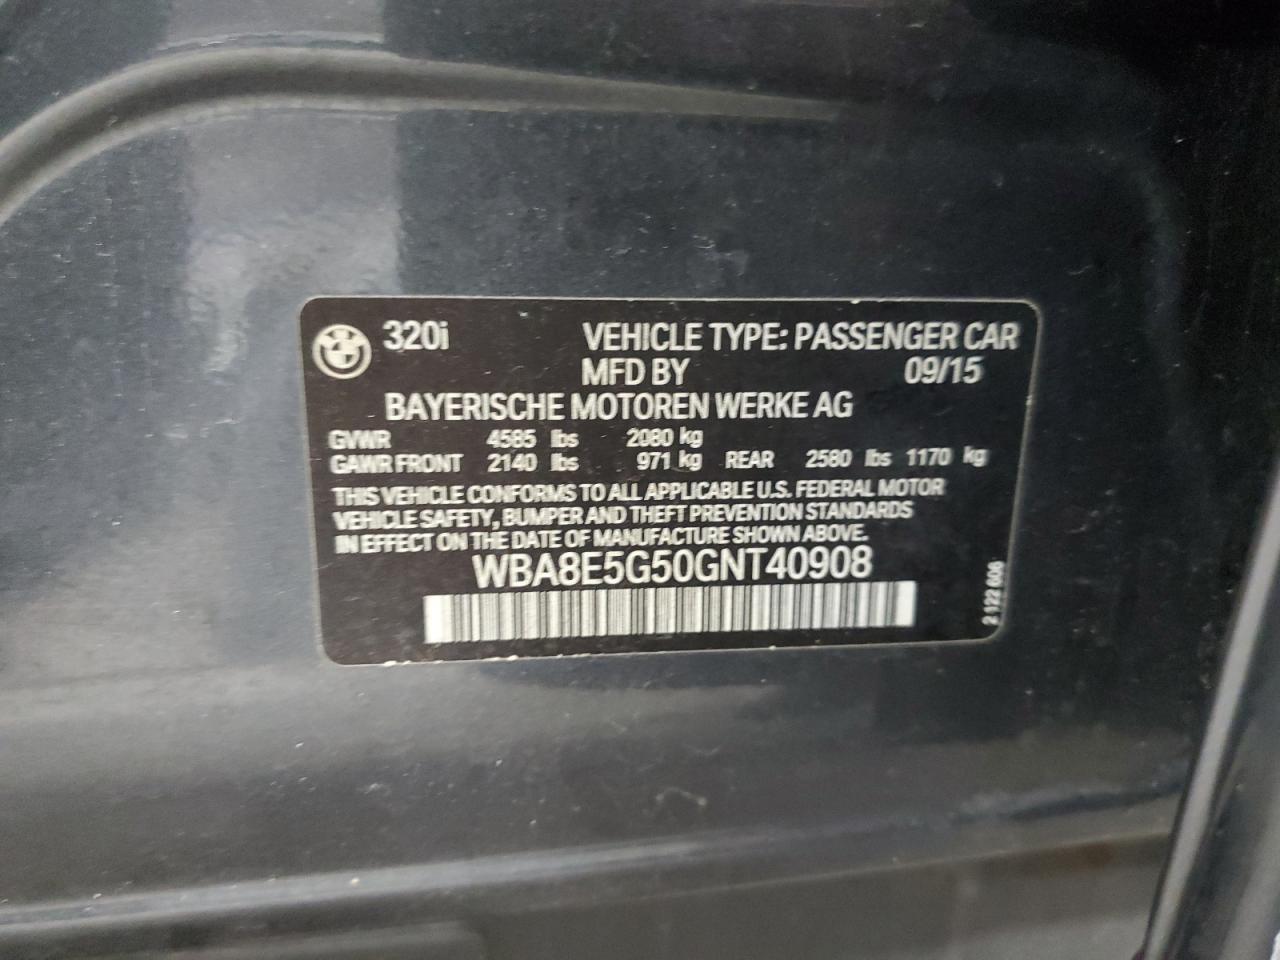 320i VEHICLE TYPE: PASSENGER CAR
MFD BY 09/15
BAYERISCHE MOTOREN WERKE AG
GVWR 4585 lbs 2080 kg
GAWR FRONT 2140 lbs 971 kg REAR 2580 lbs 1170 kg
THIS VEHICLE CONFORMS TO ALL APPLICABLE U.S. FEDERAL MOTOR
VEHICLE SAFETY, BUMPER AND THEFT PREVENTION STANDARDS
IN EFFECT ON THE DATE OF MANUFACTURE SHOWN ABOVE.
WBA8E5G50GNT40908
2 122 606